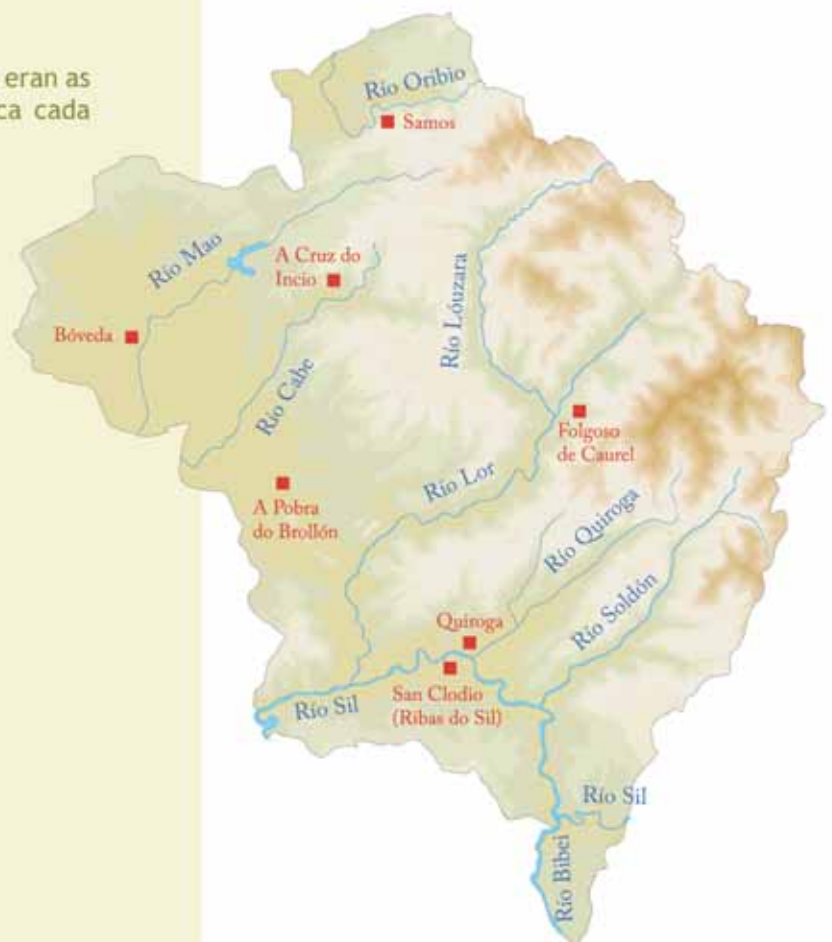 eran as
ca cada
Río Oribio
Samos
Río Mao
A Cruz do
Incio
Río Lóuzara
Bóveda
Río Cabe
Folgoso
de Caurel
Río Lor
A Pobra
do Brollón
Río Quiroga
Río Soldón
Quiroga
San Clodio
(Ribas do Sil)
Río Sil
Río Sil
Río Bibei